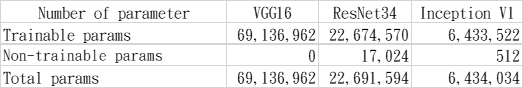 Number of parameter VGG16 ResNet34 Inception V1
Trainable params 69,136,962 22,674,570 6,433,522
Non-trainable params 0 17,024 512
Total params 69,136,962 22,691,594 6,434,034